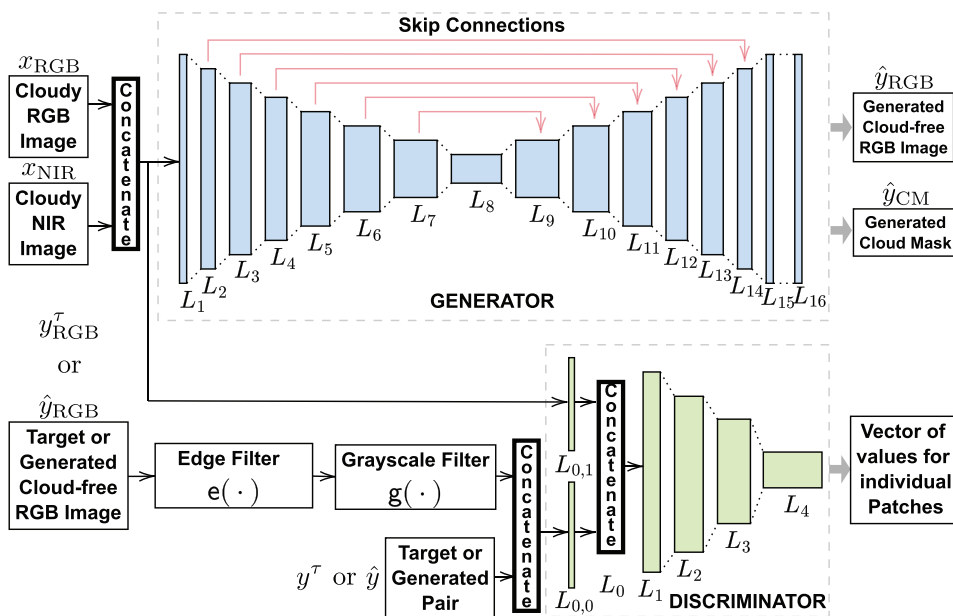 Skip Connections
x_RGB
Cloudy
RGB
Image
x_NIR
Cloudy
NIR
Image
Concatenate
L_1
L_2
L_3
L_4
L_5
L_6
L_7
L_8
L_9
L_10
L_11
L_12
L_13
L_14
L_15
L_16
GENERATOR
ŷ_RGB
Generated
Cloud-free
RGB Image
ŷ_CM
Generated
Cloud Mask
y^τ_RGB
or
ŷ_RGB
Target or
Generated
Cloud-free
RGB Image
Edge Filter
e(·)
Grayscale Filter
g(·)
Concatenate
y^τ or ŷ
Target or
Generated
Pair
L_0,1
L_0,0
Concatenate
L_0
L_1
L_2
L_3
L_4
DISCRIMINATOR
Vector of
values for
individual
Patches